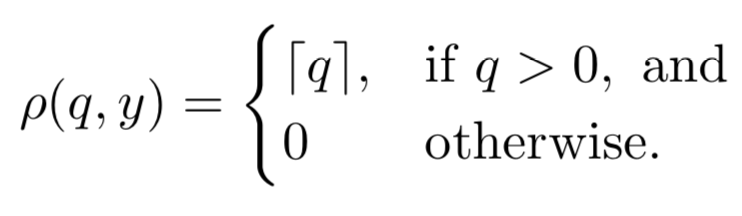 ρ(q, y) = { ⌈q⌉, if q > 0, and
0 otherwise.